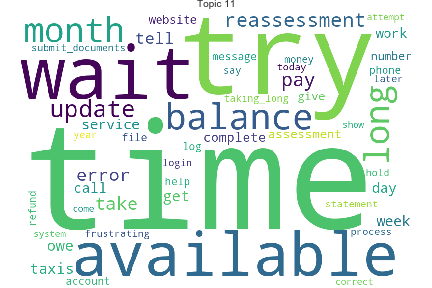 Topic 11
website
attempt
month
reassessment
work
tell
submit_documents
message
money
number
wait
try
say
today
phone
later
pay
taking_long
give
update
balance
long
service
complete
assessment
show
year
file
time
error
log
login
hold
call
help
day
take
get
statement
refund
come
frustrating
week
process
system
owe
available
taxis
account
correct